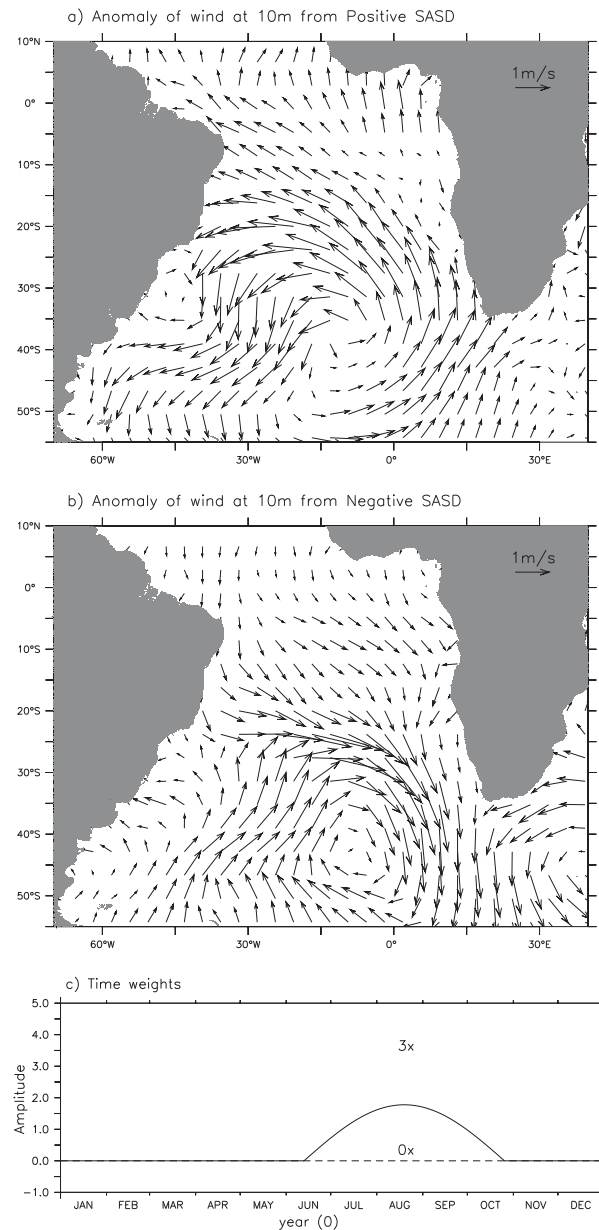 a) Anomaly of wind at 10m from Positive SASD
10°N
1m/s
0°
10°S
20°S
30°S
40°S
50°S
60°W 30°W 0° 30°E
b) Anomaly of wind at 10m from Negative SASD
10°N
1m/s
0°
10°S
20°S
30°S
40°S
50°S
60°W 30°W 0° 30°E
c) Time weights
5.0
4.0
3x
3.0
2.0
1.0
0x
0.0
−1.0
Amplitude
JAN FEB MAR APR MAY JUN JUL AUG SEP OCT NOV DEC
year (0)